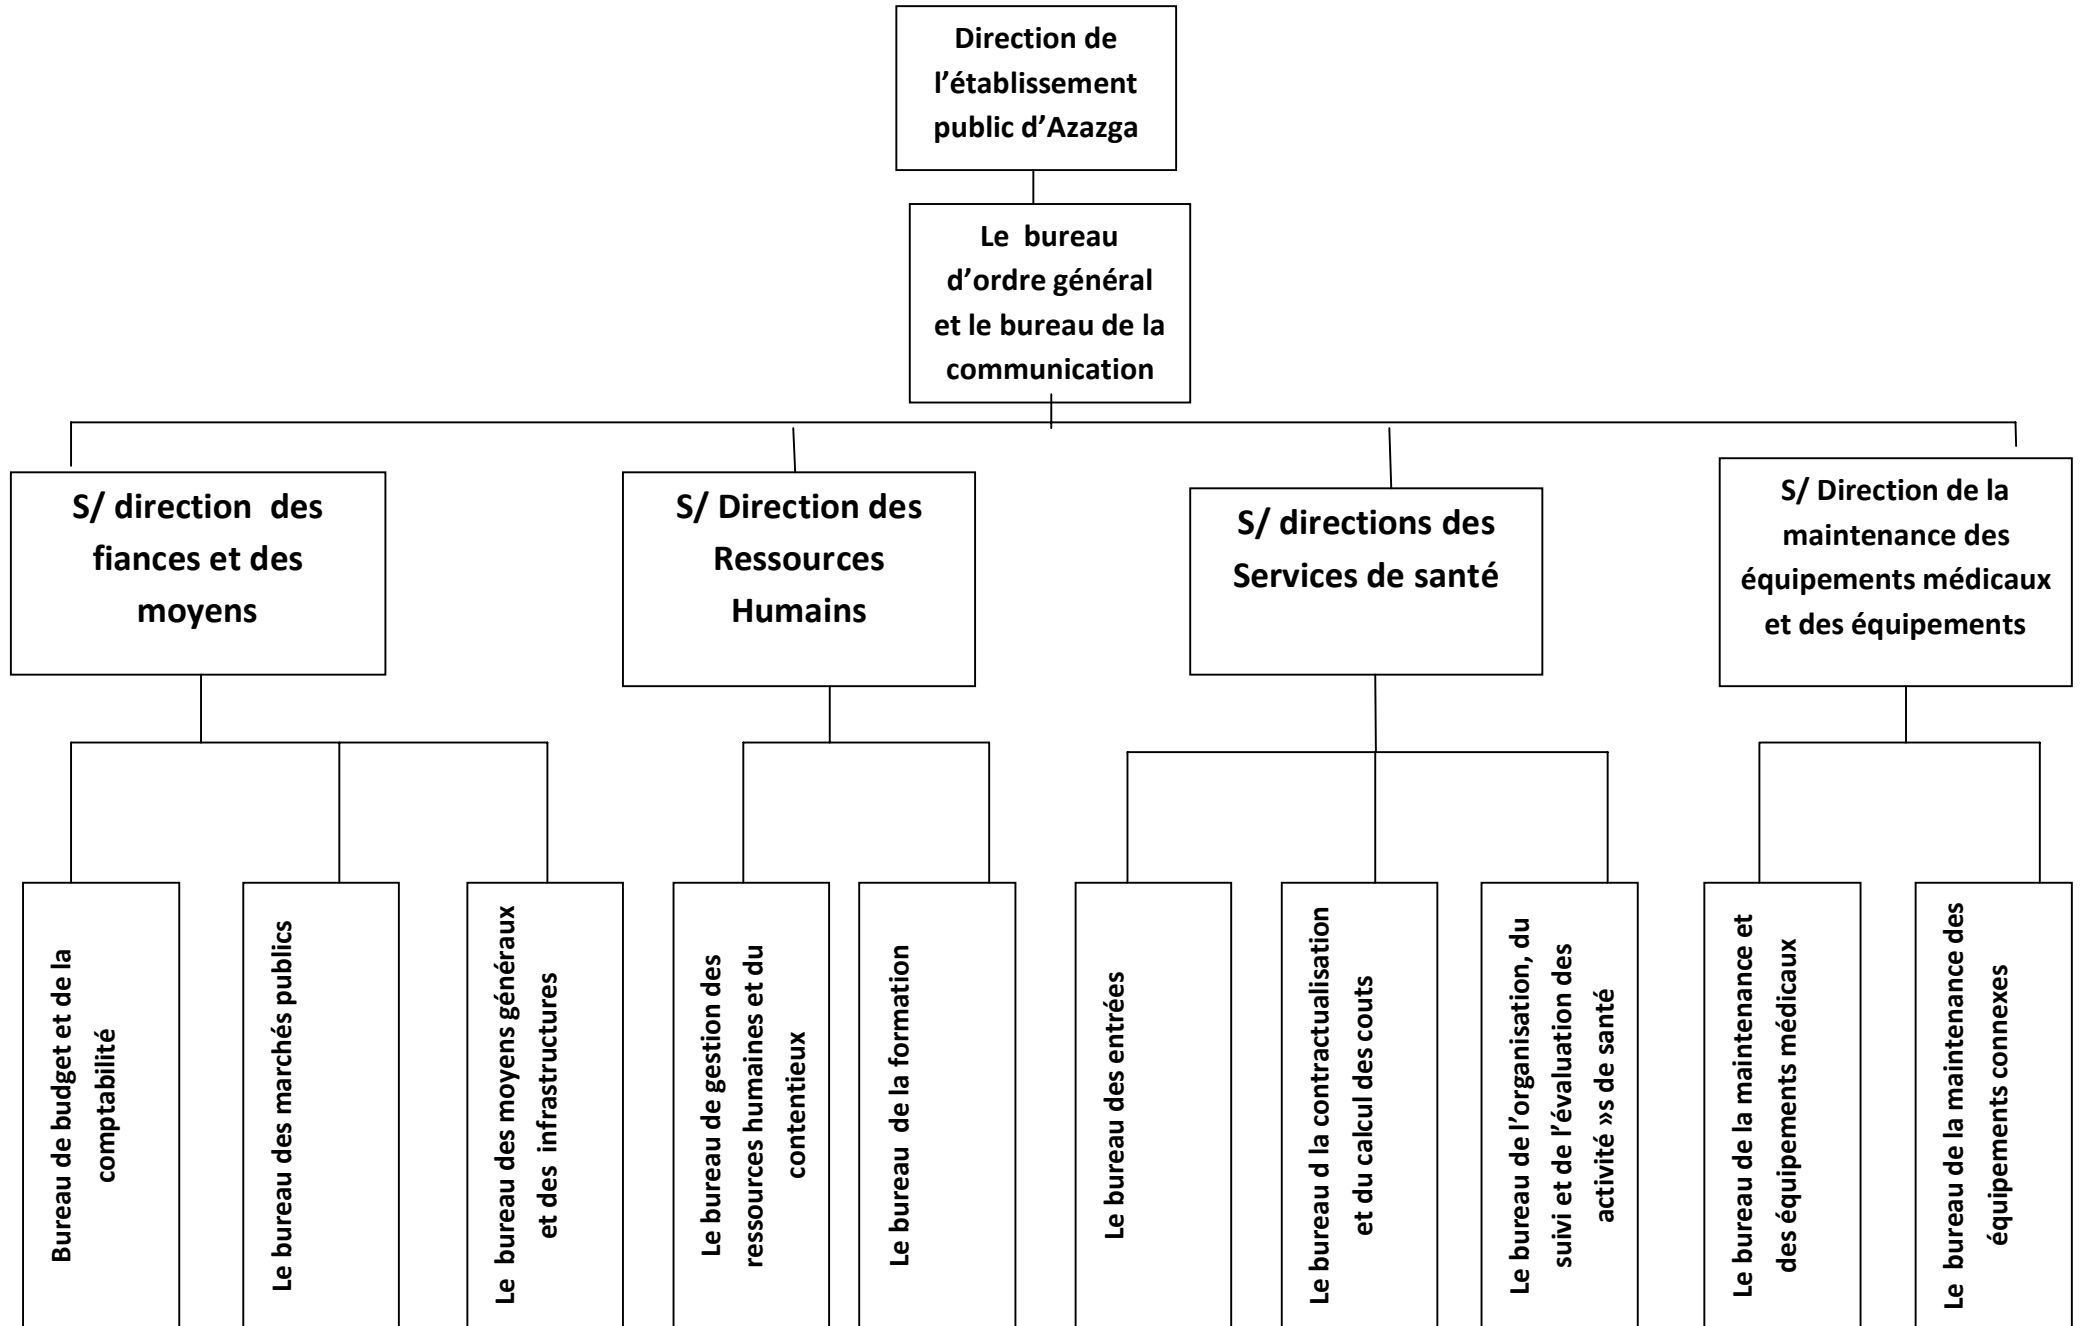 Direction de
l’établissement
public d’Azazga
Le bureau
d’ordre général
et le bureau de la
communication
S/ direction des
fiances et des
moyens
S/ Direction des
Ressources
Humains
S/ directions des
Services de santé
S/ Direction de la
maintenance des
équipements médicaux
et des équipements
Bureau de budget et de la
comptabilité
Le bureau des marchés publics
Le bureau des moyens généraux
et des infrastructures
Le bureau de gestion des
ressources humaines et du
contentieux
Le bureau de la formation
Le bureau des entrées
Le bureau d la contractualisation
et du calcul des couts
Le bureau de l’organisation, du
suivi et de l’évaluation des
activité »s de santé
Le bureau de la maintenance et
des équipements médicaux
Le bureau de la maintenance des
équipements connexes